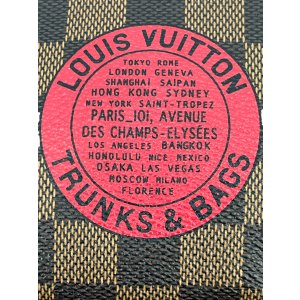 LOUIS VUITTON
TOKYO ROME
LONDON GENEVA
SHANGHAI SAIPAN
HONG KONG SYDNEY
NEW YORK SAINT-TROPEZ
PARIS_101, AVENUE
DES CHAMPS-ELYSÉES
LOS ANGELES BANGKOK
HONOLULU NICE MEXICO
OSAKA LAS VEGAS
MOSCOW MILANO
FLORENCE
TRUNKS & BAGS